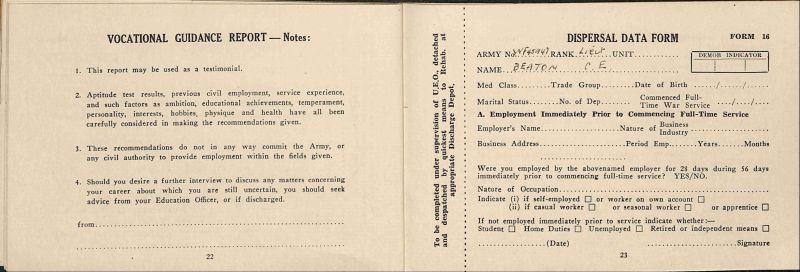 VOCATIONAL GUIDANCE REPORT — Notes:
1. This report may be used as a testimonial.
2. Aptitude test results, previous civil employment, service experience,
and such factors as ambition, educational achievements, temperament,
personality, interests, hobbies, physique and health have all been
carefully considered in making the recommendations given.
3. These recommendations do not in any way commit the Army, or
any civil authority to provide employment within the fields given.
4. Should you desire a further interview to discuss any matters concerning
your career about which you are still uncertain, you should seek
advice from your Education Officer, or if discharged.
from
22
To be completed under supervision of U.E.O., detached
and despatched by quickest means to Rehab. at
appropriate Discharge Depot.
DISPERSAL DATA FORM FORM 16
ARMY No. RANK LIEUT UNIT
DEMOB INDICATOR
NAME BEATON C. E.
Med Class. Trade Group. Date of Birth ./. /.
Marital Status. No. of Dep. Commenced Full-
Time War Service ./. /.
A. Employment Immediately Prior to Commencing Full-Time Service
Employer's Name. Nature of Business
Industry
Business Address. Period Emp. Years. Months
Were you employed by the abovenamed employer for 28 days during 56 days
immediately prior to commencing full-time service? YES/NO.
Nature of Occupation
Indicate (i) if self-employed □ or worker on own account □
(ii) if casual worker □ or seasonal worker □ or apprentice □
If not employed immediately prior to service indicate whether:—
Student □ Home Duties □ Unemployed □ Retired or independent means □
(Date) Signature
23